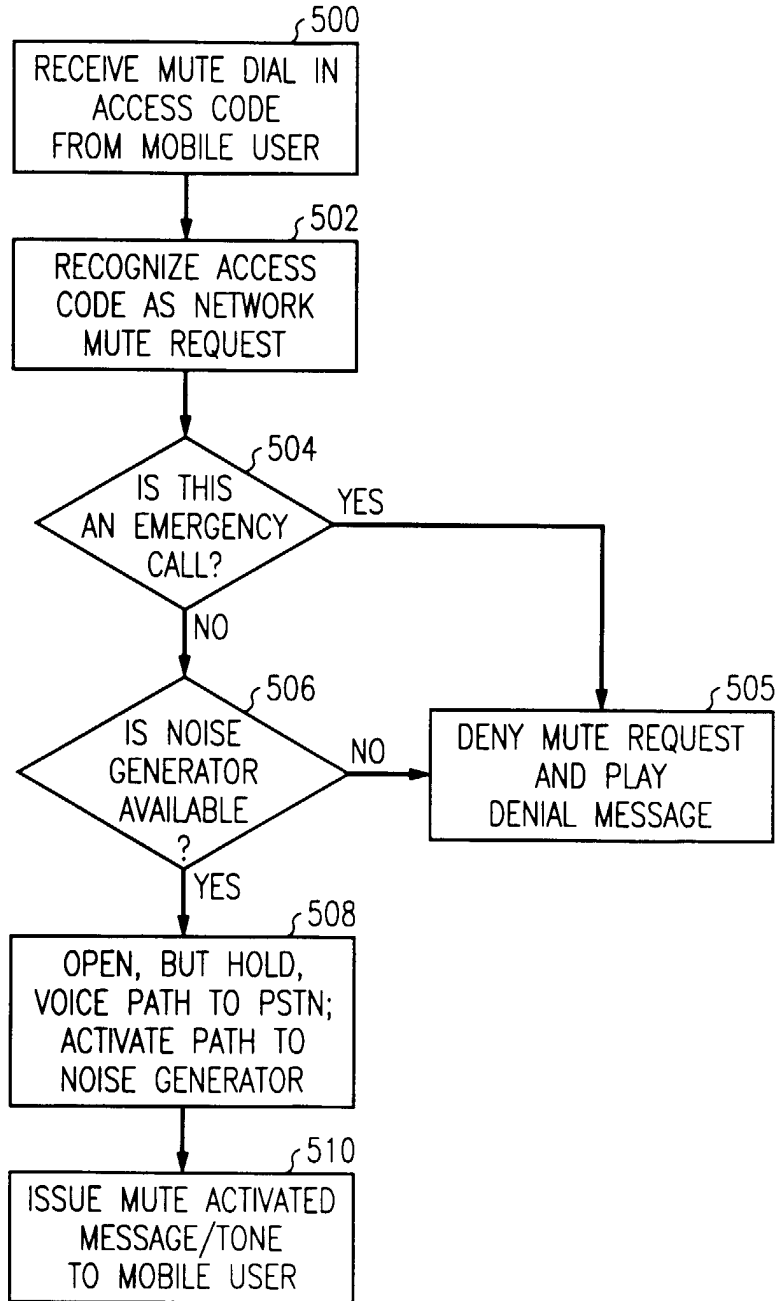 500
RECEIVE MUTE DIAL IN
ACCESS CODE
FROM MOBILE USER
502
RECOGNIZE ACCESS
CODE AS NETWORK
MUTE REQUEST
504
IS THIS
AN EMERGENCY
CALL?
YES
NO
506
IS NOISE
GENERATOR
AVAILABLE
?
NO
505
DENY MUTE REQUEST
AND PLAY
DENIAL MESSAGE
YES
508
OPEN, BUT HOLD,
VOICE PATH TO PSTN;
ACTIVATE PATH TO
NOISE GENERATOR
510
ISSUE MUTE ACTIVATED
MESSAGE/TONE
TO MOBILE USER